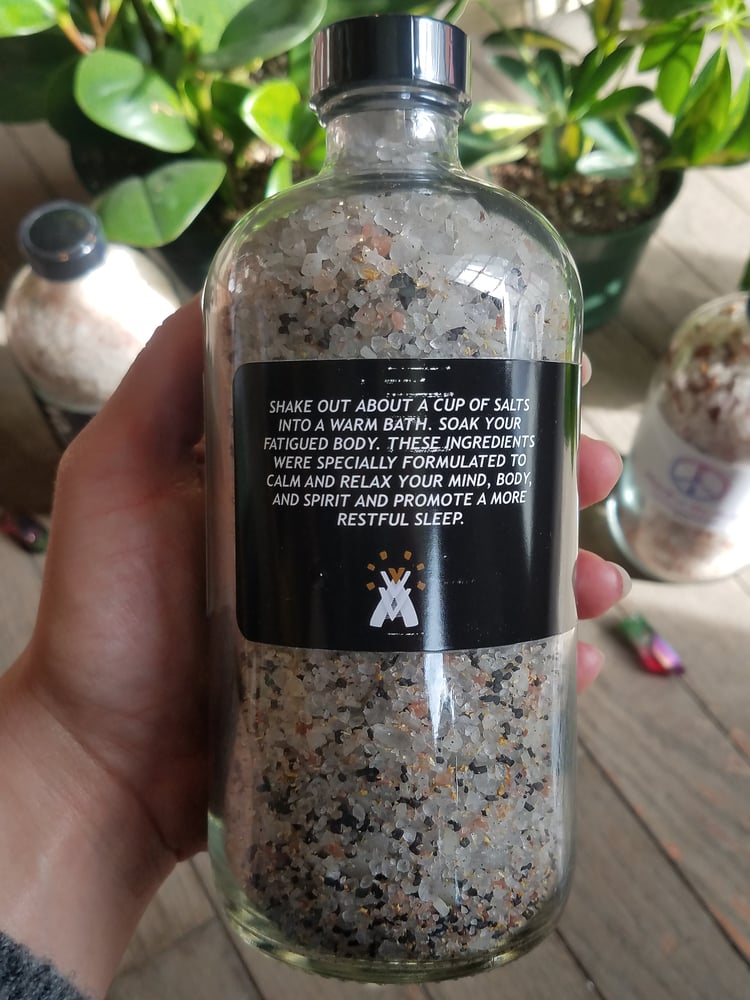 SHAKE OUT ABOUT A CUP OF SALTS
INTO A WARM BATH. SOAK YOUR
FATIGUED BODY. THESE INGREDIENTS
WERE SPECIALLY FORMULATED TO
CALM AND RELAX YOUR MIND, BODY,
AND SPIRIT AND PROMOTE A MORE
RESTFUL SLEEP.